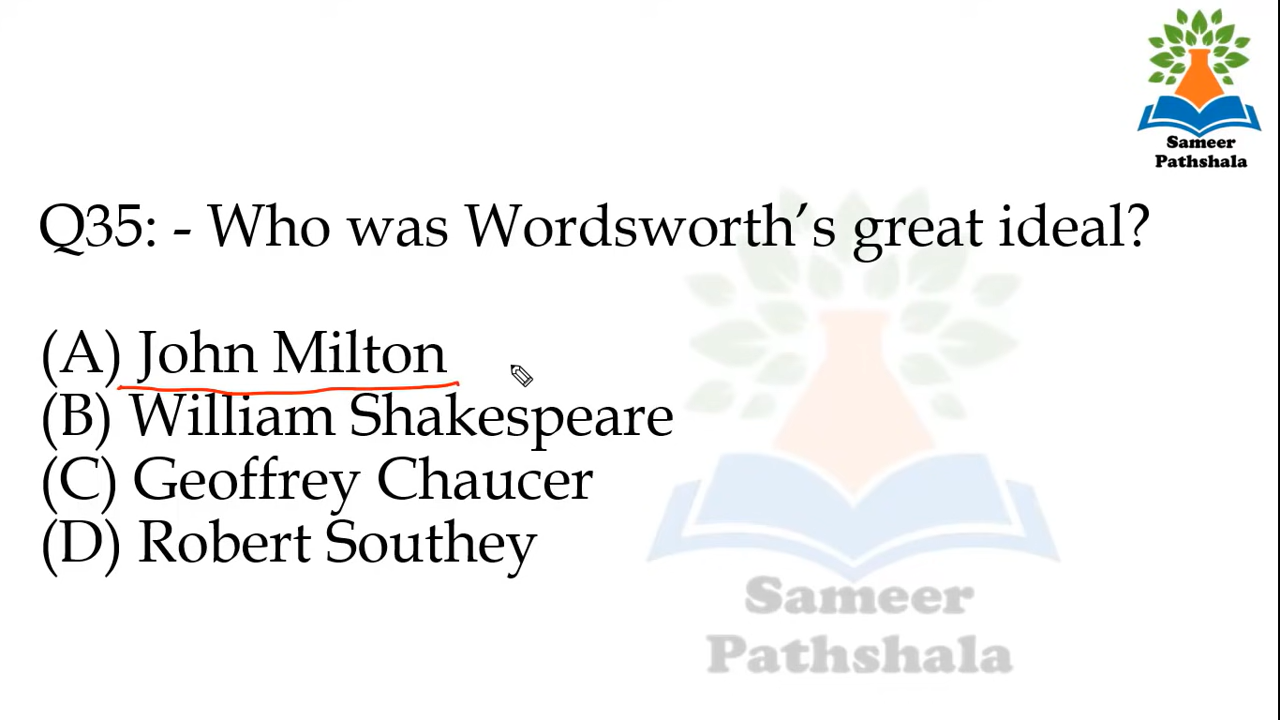 Sameer
Pathshala
Q35: - Who was Wordsworth’s great ideal?
(A) John Milton
(B) William Shakespeare
(C) Geoffrey Chaucer
(D) Robert Southey
Sameer
Pathshala